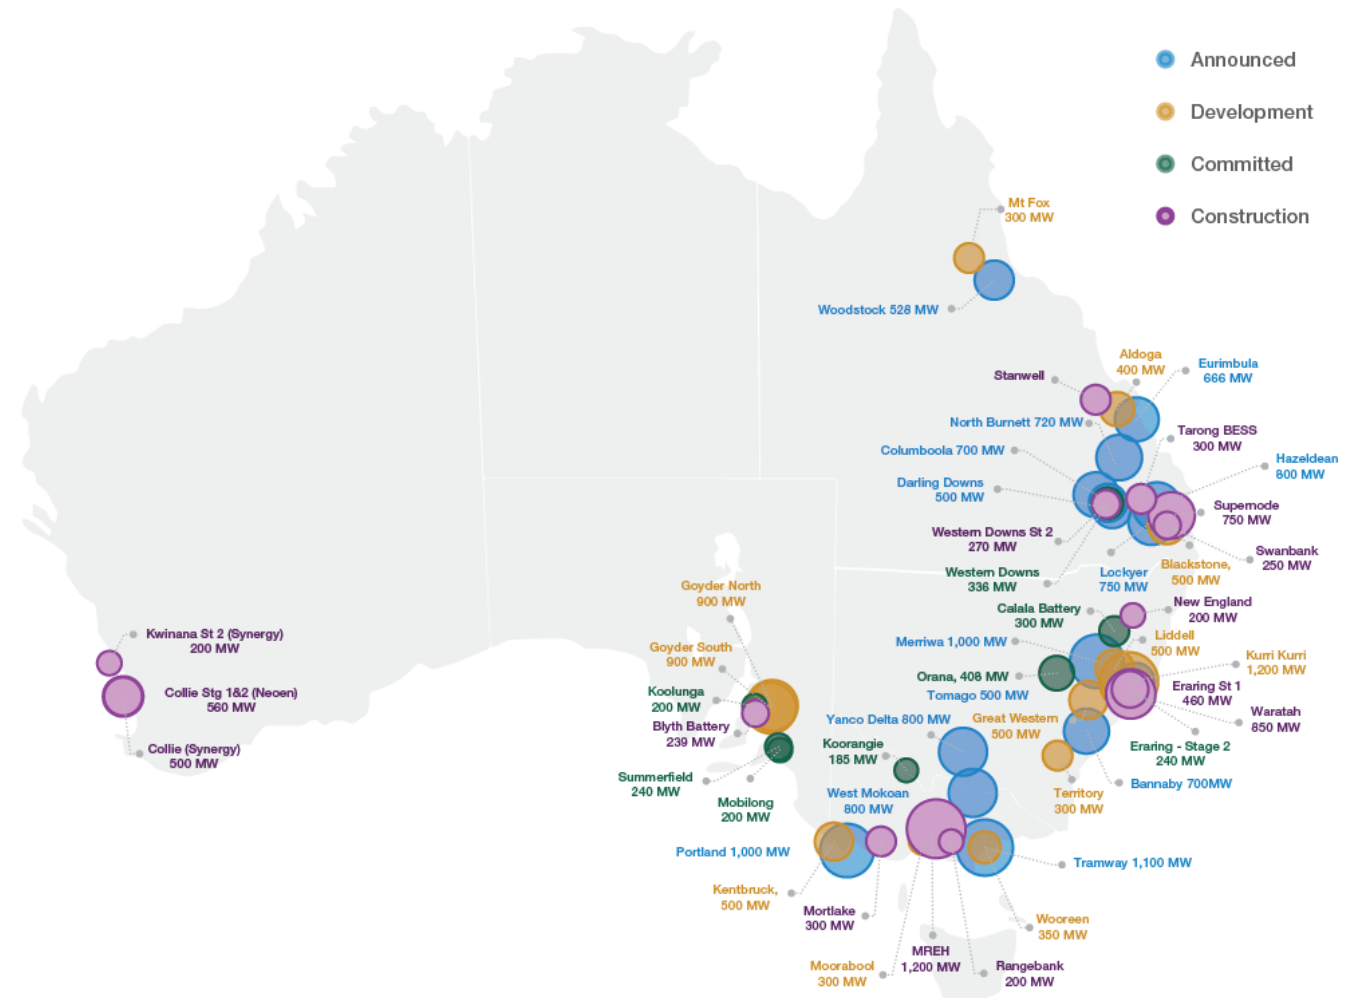 Announced
Development
Committed
Construction
Mt Fox
300 MW
Woodstock 528 MW
Aldoga
400 MW
Eurimbula
666 MW
Stanwell
North Burnett 720 MW
Tarong BESS
300 MW
Columboola 700 MW
Hazeldean
800 MW
Darling Downs
500 MW
Supernode
750 MW
Western Downs St 2
270 MW
Swanbank
250 MW
Blackstone,
500 MW
Lockyer
750 MW
Western Downs
336 MW
Goyder North
900 MW
Calala Battery
300 MW
New England
200 MW
Kwinana St 2 (Synergy)
200 MW
Goyder South
900 MW
Merriwa 1,000 MW
Liddell
500 MW
Kurri Kurri
1,200 MW
Orana, 408 MW
Collie Stg 1&2 (Neoen)
560 MW
Koolunga
200 MW
Tomago 500 MW
Eraring St 1
460 MW
Blyth Battery
239 MW
Yanco Delta 800 MW
Great Western
500 MW
Waratah
850 MW
Collie (Synergy)
500 MW
Koorangie
185 MW
Eraring - Stage 2
240 MW
Summerfield
240 MW
Bannaby 700MW
Mobilong
200 MW
West Mokoan
800 MW
Territory
300 MW
Portland 1,000 MW
Tramway 1,100 MW
Kentbruck,
500 MW
Mortlake
300 MW
Wooreen
350 MW
MREH
1,200 MW
Moorabool
300 MW
Rangebank
200 MW